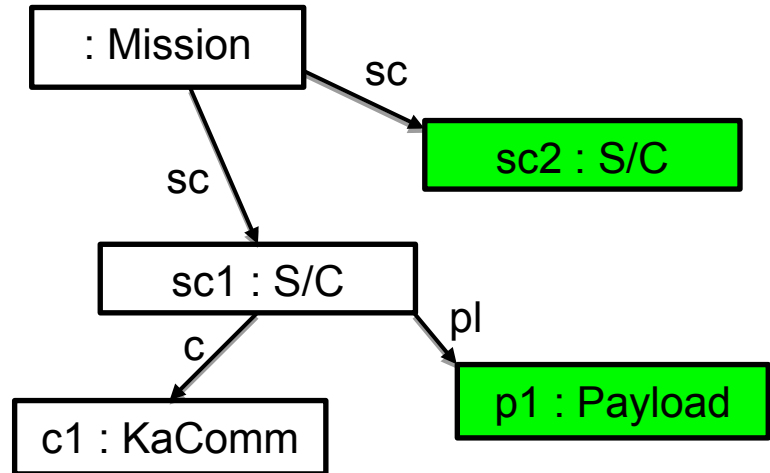 : Mission
sc
sc2 : S/C
sc
sc1 : S/C
pl
c
p1 : Payload
c1 : KaComm